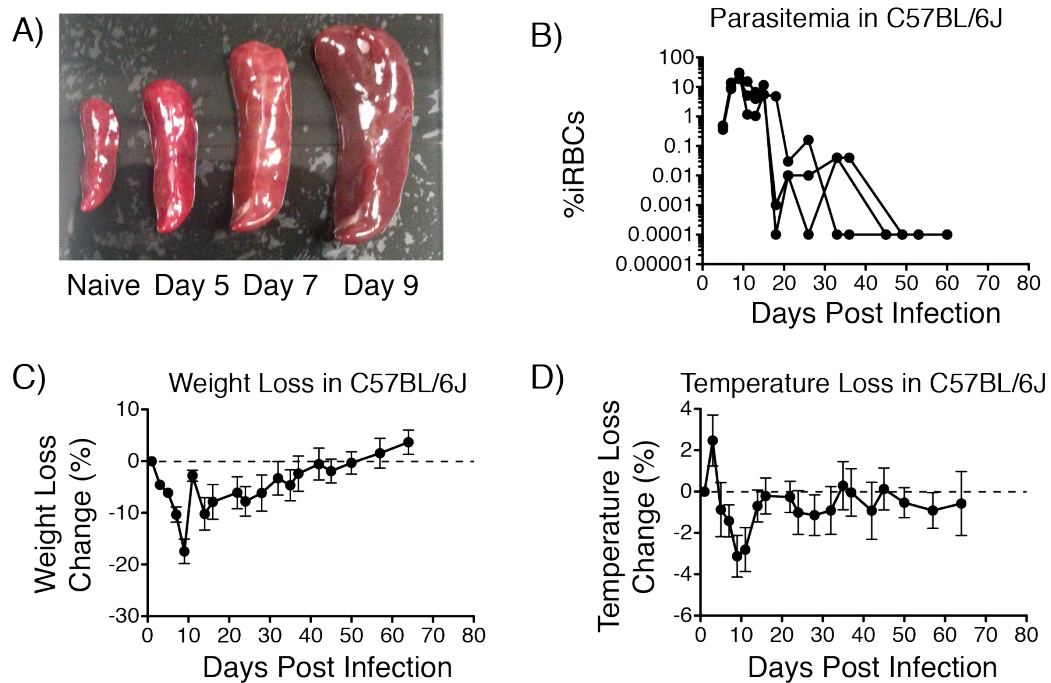 A)
Naive Day 5 Day 7 Day 9
B)
Parasitemia in C57BL/6J
%iRBCs
100
10
1
0.1
0.01
0.001
0.0001
0.00001
0 10 20 30 40 50 60 70 80
Days Post Infection
C)
Weight Loss in C57BL/6J
Weight Loss
Change (%)
10
0
-10
-20
-30
0 10 20 30 40 50 60 70 80
Days Post Infection
D)
Temperature Loss in C57BL/6J
Temperature Loss
Change (%)
4
2
0
-2
-4
-6
0 10 20 30 40 50 60 70 80
Days Post Infection